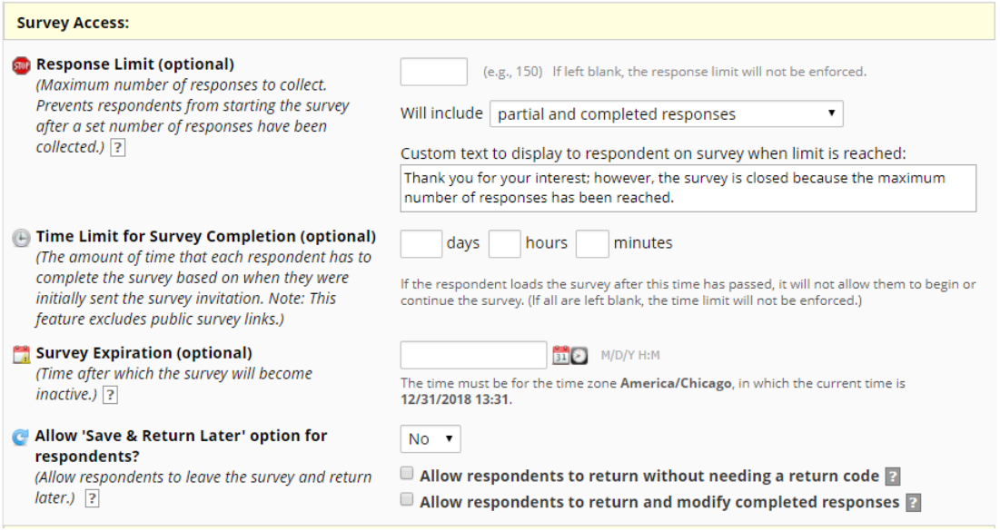 Survey Access:
STOP
Response Limit (optional)
(Maximum number of responses to collect.
Prevents respondents from starting the survey
after a set number of responses have been
collected.) ?
(e.g., 150) If left blank, the response limit will not be enforced.
Will include partial and completed responses
Custom text to display to respondent on survey when limit is reached:
Thank you for your interest; however, the survey is closed because the maximum
number of responses has been reached.
Time Limit for Survey Completion (optional)
(The amount of time that each respondent has to
complete the survey based on when they were
initially sent the survey invitation. Note: This
feature excludes public survey links.)
days hours minutes
If the respondent loads the survey after this time has passed, it will not allow them to begin or
continue the survey. (If all are left blank, the time limit will not be enforced.)
Survey Expiration (optional)
(Time after which the survey will become
inactive.) ?
31 M/D/Y H:M
The time must be for the time zone America/Chicago, in which the current time is
12/31/2018 13:31.
Allow 'Save & Return Later' option for
respondents?
(Allow respondents to leave the survey and return
later.) ?
No
Allow respondents to return without needing a return code ?
Allow respondents to return and modify completed responses ?